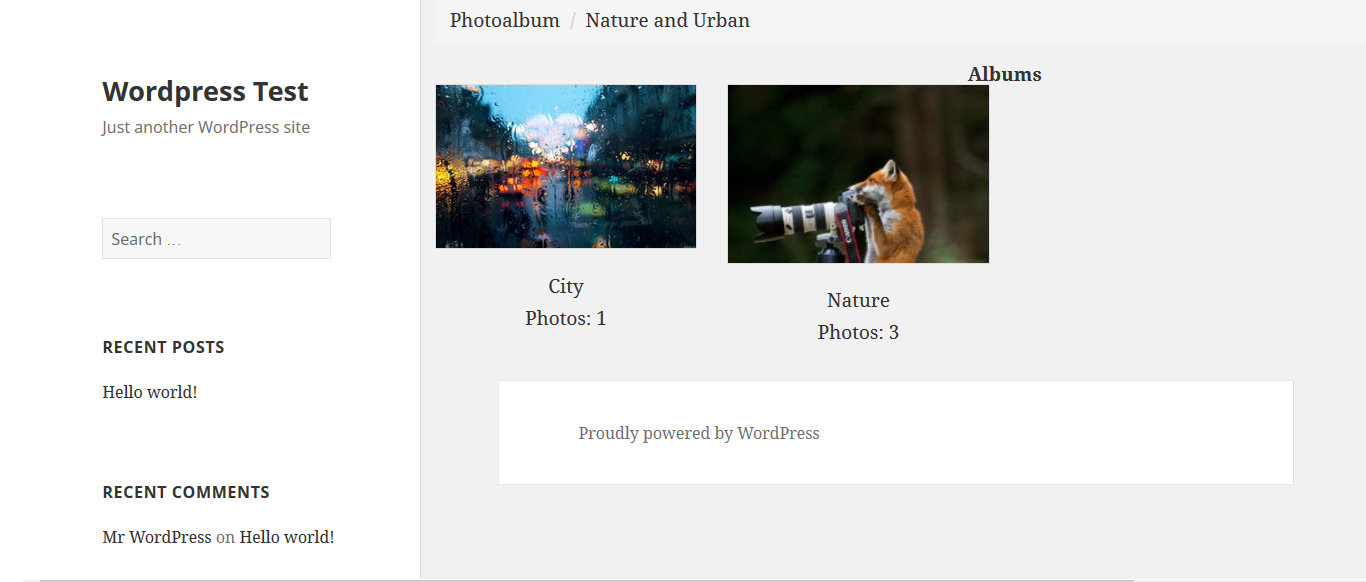 Wordpress Test
Just another WordPress site
Search …
RECENT POSTS
Hello world!
RECENT COMMENTS
Mr WordPress on Hello world!
Photoalbum / Nature and Urban
Albums
City
Photos: 1
Nature
Photos: 3
Proudly powered by WordPress